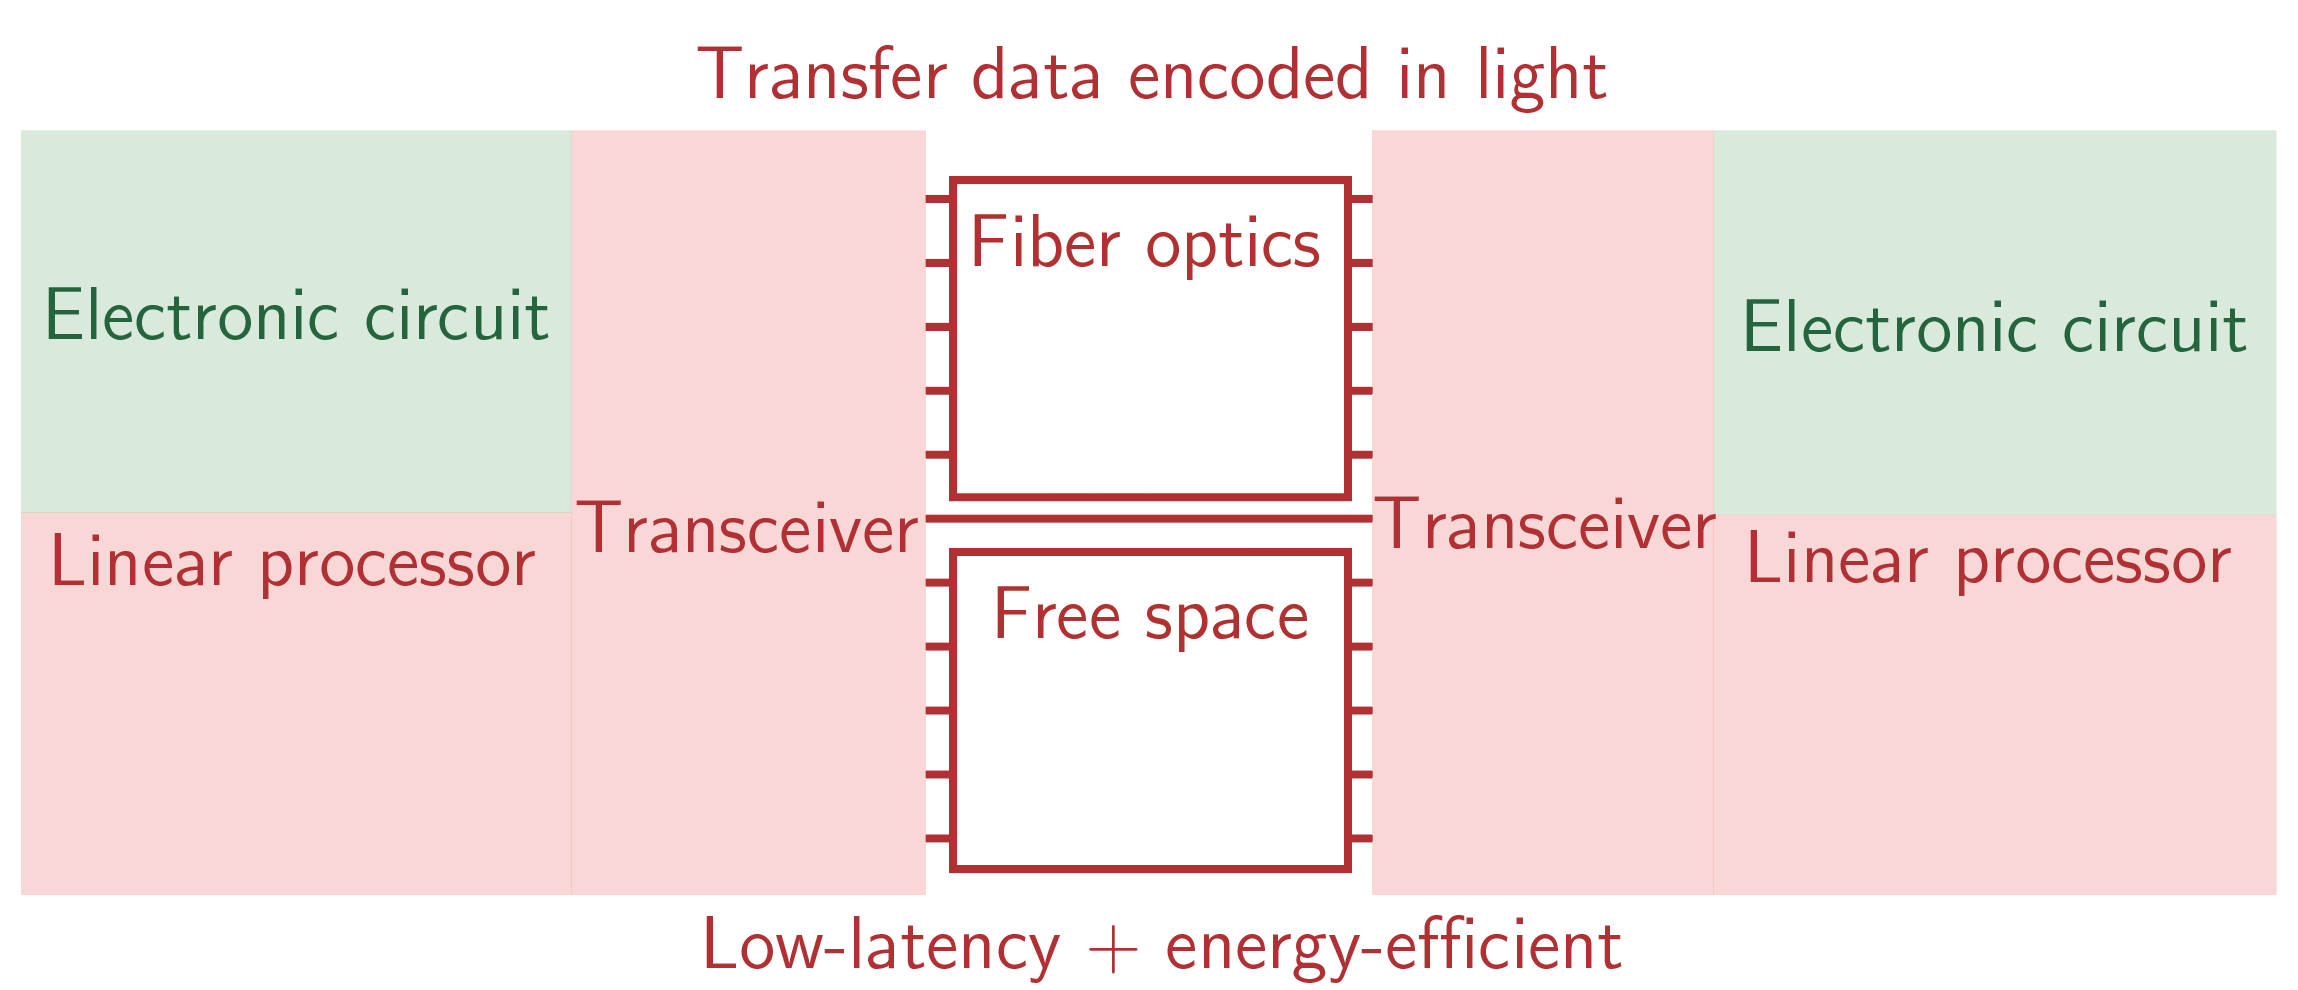 Transfer data encoded in light
Fiber optics
Electronic circuit
Electronic circuit
Transceiver
Transceiver
Linear processor
Linear processor
Free space
Low-latency + energy-efficient